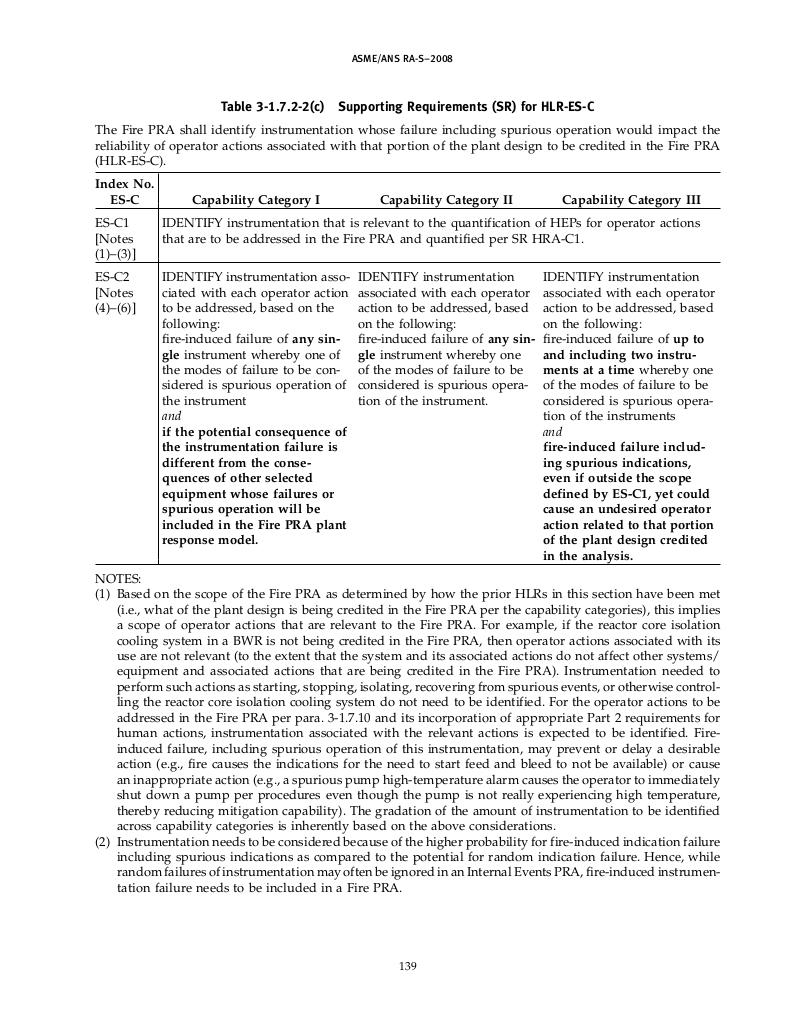 ASME/ANS RA-S–2008
Table 3-1.7.2-2(c) Supporting Requirements (SR) for HLR-ES-C
The Fire PRA shall identify instrumentation whose failure including spurious operation would impact the
reliability of operator actions associated with that portion of the plant design to be credited in the Fire PRA
(HLR-ES-C).
Index No.
ES-C Capability Category I Capability Category II Capability Category III
ES-C1
[Notes
(1)–(3)]
IDENTIFY instrumentation that is relevant to the quantification of HEPs for operator actions
that are to be addressed in the Fire PRA and quantified per SR HRA-C1.
ES-C2
[Notes
(4)–(6)]
IDENTIFY instrumentation asso-
ciated with each operator action
to be addressed, based on the
following:
fire-induced failure of any sin-
gle instrument whereby one of
the modes of failure to be con-
sidered is spurious operation of
the instrument
and
if the potential consequence of
the instrumentation failure is
different from the conse-
quences of other selected
equipment whose failures or
spurious operation will be
included in the Fire PRA plant
response model.
IDENTIFY instrumentation
associated with each operator
action to be addressed, based
on the following:
fire-induced failure of any sin-
gle instrument whereby one
of the modes of failure to be
considered is spurious opera-
tion of the instrument.
IDENTIFY instrumentation
associated with each operator
action to be addressed, based
on the following:
fire-induced failure of up to
and including two instru-
ments at a time whereby one
of the modes of failure to be
considered is spurious opera-
tion of the instruments
and
fire-induced failure includ-
ing spurious indications,
even if outside the scope
defined by ES-C1, yet could
cause an undesired operator
action related to that portion
of the plant design credited
in the analysis.
NOTES:
(1) Based on the scope of the Fire PRA as determined by how the prior HLRs in this section have been met
(i.e., what of the plant design is being credited in the Fire PRA per the capability categories), this implies
a scope of operator actions that are relevant to the Fire PRA. For example, if the reactor core isolation
cooling system in a BWR is not being credited in the Fire PRA, then operator actions associated with its
use are not relevant (to the extent that the system and its associated actions do not affect other systems/
equipment and associated actions that are being credited in the Fire PRA). Instrumentation needed to
perform such actions as starting, stopping, isolating, recovering from spurious events, or otherwise control-
ling the reactor core isolation cooling system do not need to be identified. For the operator actions to be
addressed in the Fire PRA per para. 3-1.7.10 and its incorporation of appropriate Part 2 requirements for
human actions, instrumentation associated with the relevant actions is expected to be identified. Fire-
induced failure, including spurious operation of this instrumentation, may prevent or delay a desirable
action (e.g., fire causes the indications for the need to start feed and bleed to not be available) or cause
an inappropriate action (e.g., a spurious pump high-temperature alarm causes the operator to immediately
shut down a pump per procedures even though the pump is not really experiencing high temperature,
thereby reducing mitigation capability). The gradation of the amount of instrumentation to be identified
across capability categories is inherently based on the above considerations.
(2) Instrumentation needs to be considered because of the higher probability for fire-induced indication failure
including spurious indications as compared to the potential for random indication failure. Hence, while
random failures of instrumentation may often be ignored in an Internal Events PRA, fire-induced instrumen-
tation failure needs to be included in a Fire PRA.
139